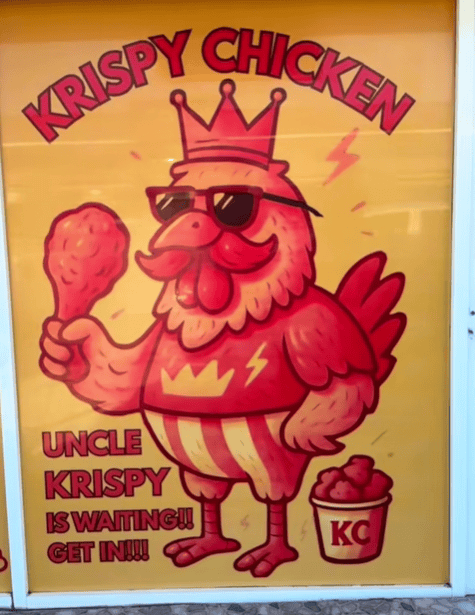 KRISPY CHICKEN
UNCLE
KRISPY
IS WAITING!!
GET IN!!!
KC